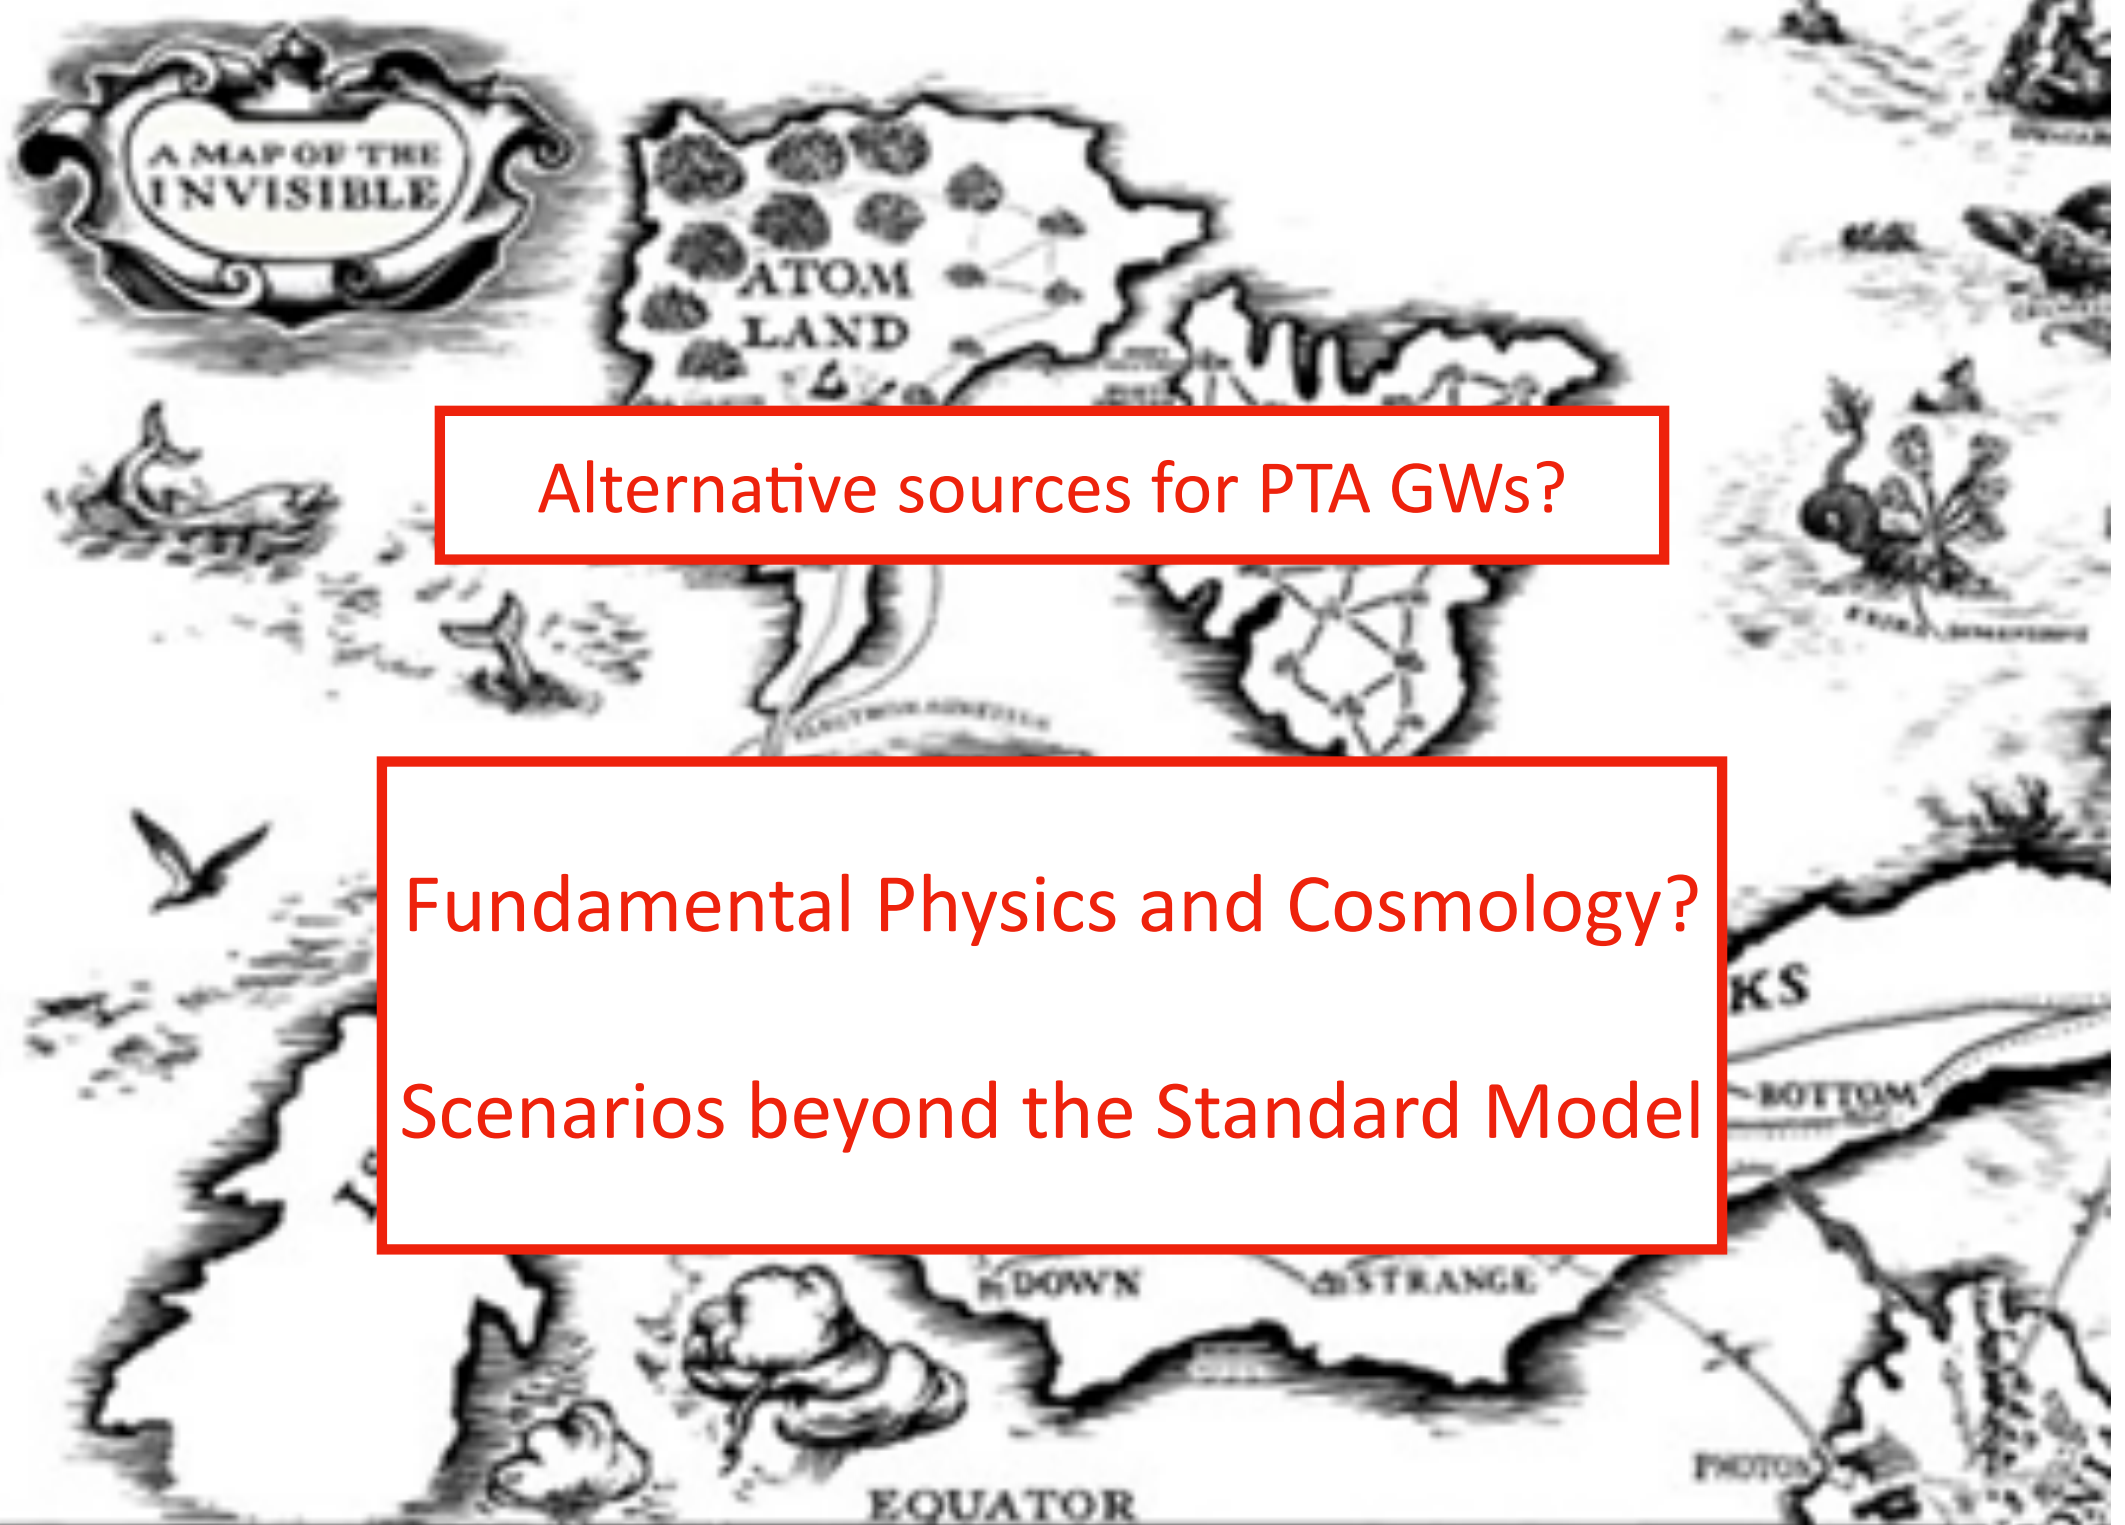 A MAP OF THE
INVISIBLE
ATOM
LAND
Alternative sources for PTA GWs?
Fundamental Physics and Cosmology?
KS
Scenarios beyond the Standard Model
BOTTOM
DOWN
STRANGE
PHOTON
EQUATOR